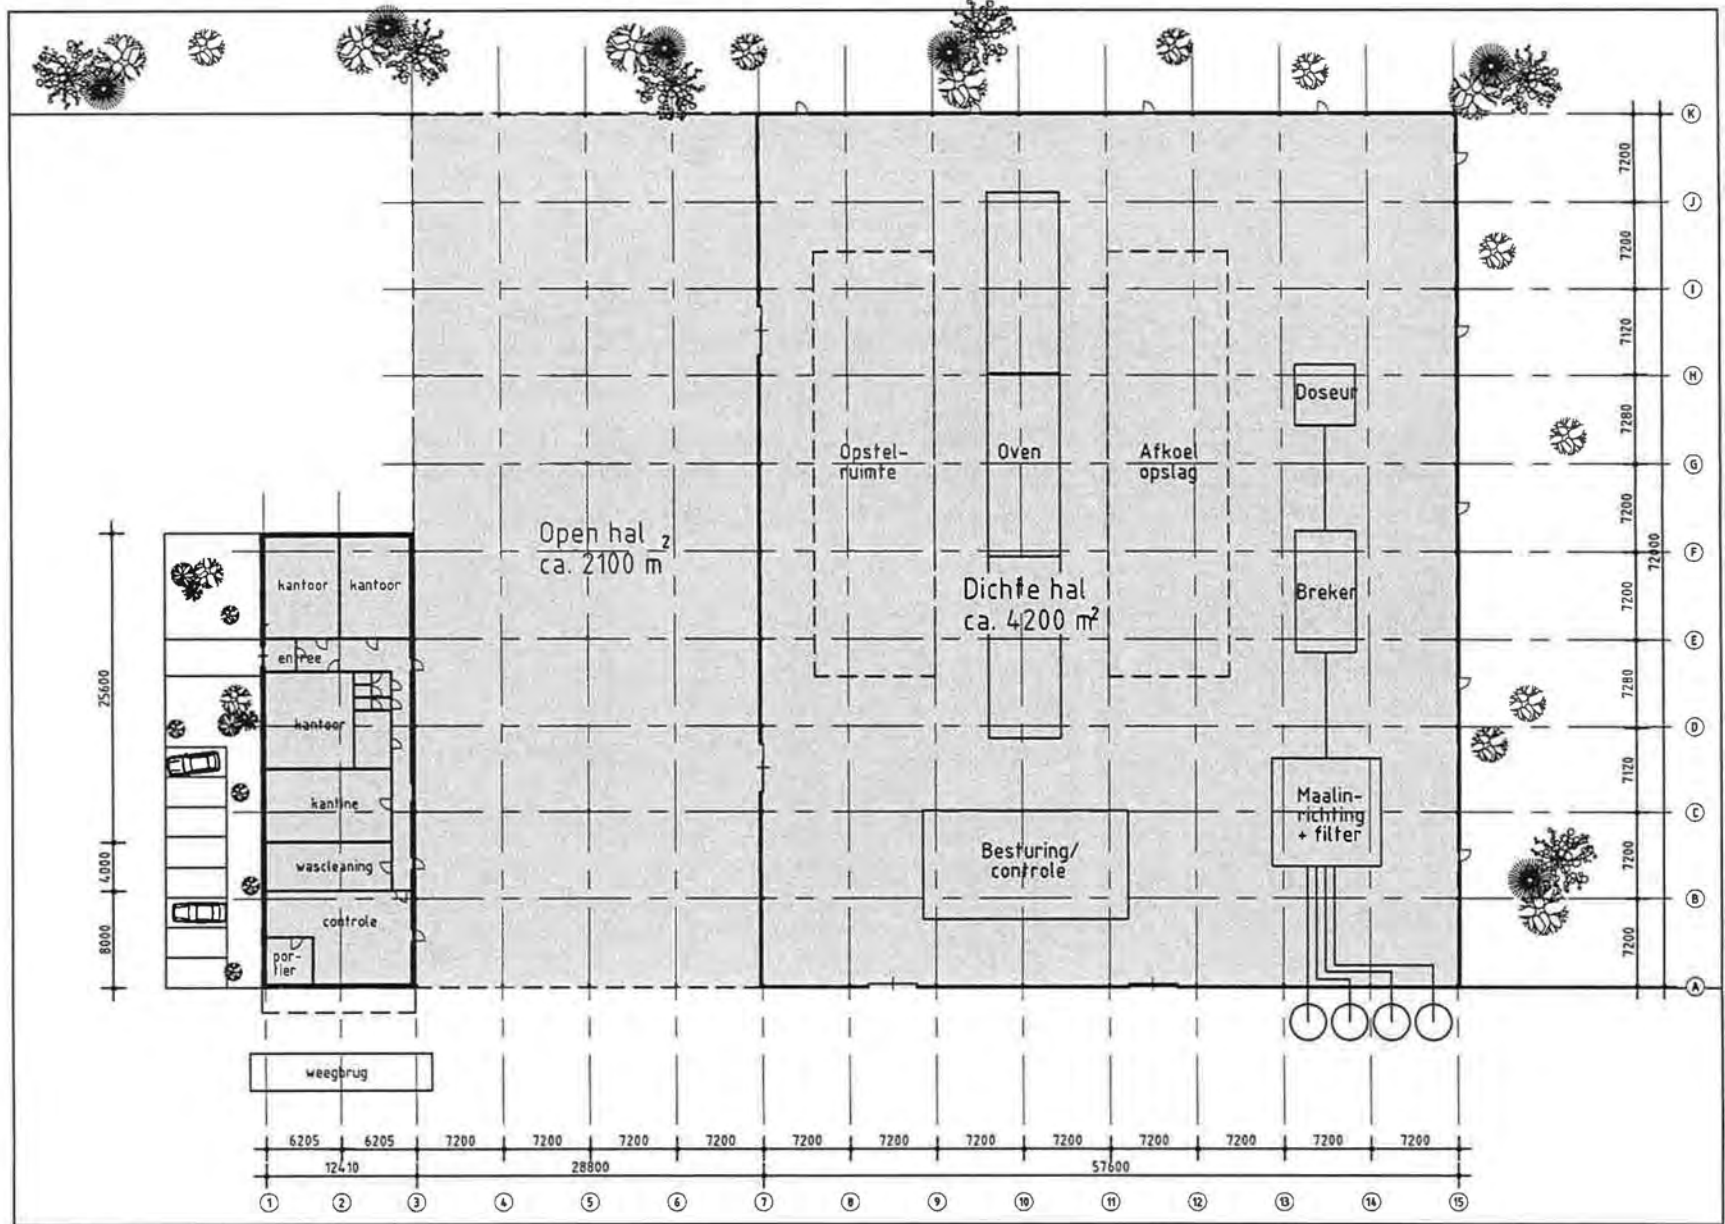 K
7200
J
7200
I
7120
H
7280
G
7200
F
7200
72000
E
7280
D
7120
C
7200
B
7200
A
Doseur
Opstel-
ruimte
Oven
Afkoel
opslag
Open hal
ca. 2100 m2
Dichte hal
ca. 4200 m²
Breker
kantoor
kantoor
entree
kantoor
kantine
wascleaning
controle
por-
tier
25600
4000
8000
Maalin-
richting
+ filter
Besturing/
controle
weegbrug
6205 6205 7200 7200 7200 7200 7200 7200 7200 7200 7200 7200 7200 7200
12410 28800 57600
1 2 3 4 5 6 7 8 9 10 11 12 13 14 15